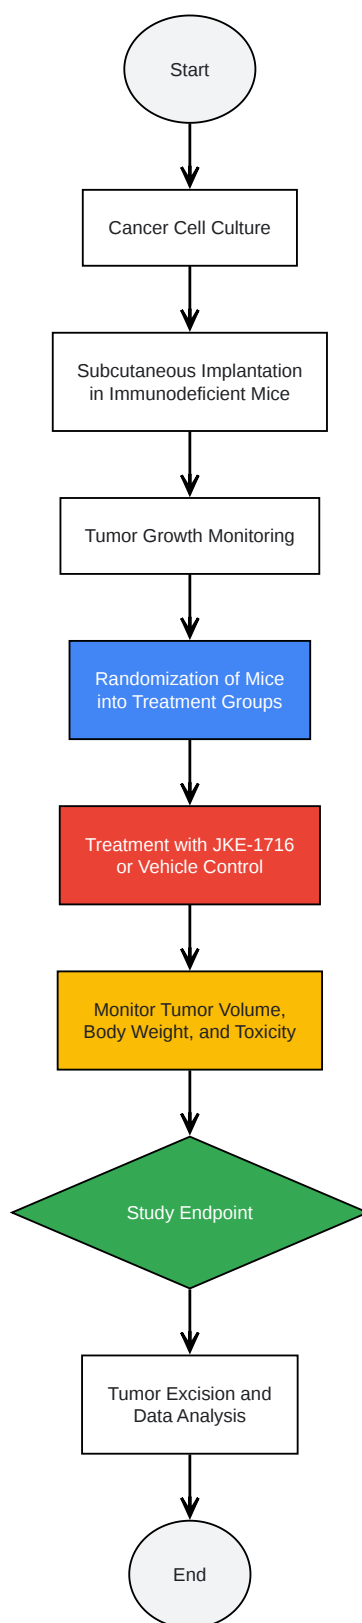 Start
Cancer Cell Culture
Subcutaneous Implantation
in Immunodeficient Mice
Tumor Growth Monitoring
Randomization of Mice
into Treatment Groups
Treatment with JKE-1716
or Vehicle Control
Monitor Tumor Volume,
Body Weight, and Toxicity
Study Endpoint
Tumor Excision and
Data Analysis
End